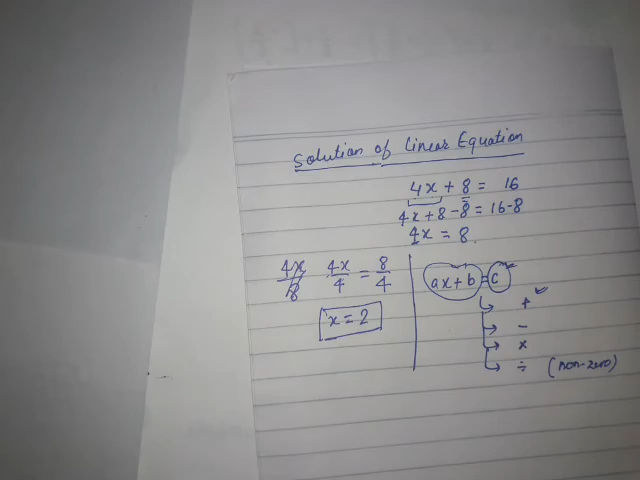 Solution of Linear Equation
4x + 8 = 16
4x + 8 - 8 = 16 - 8
4x = 8.
4x/8 4x/4 = 8/4
x = 2
ax + b = c
+
-
×
÷ (non-zero)